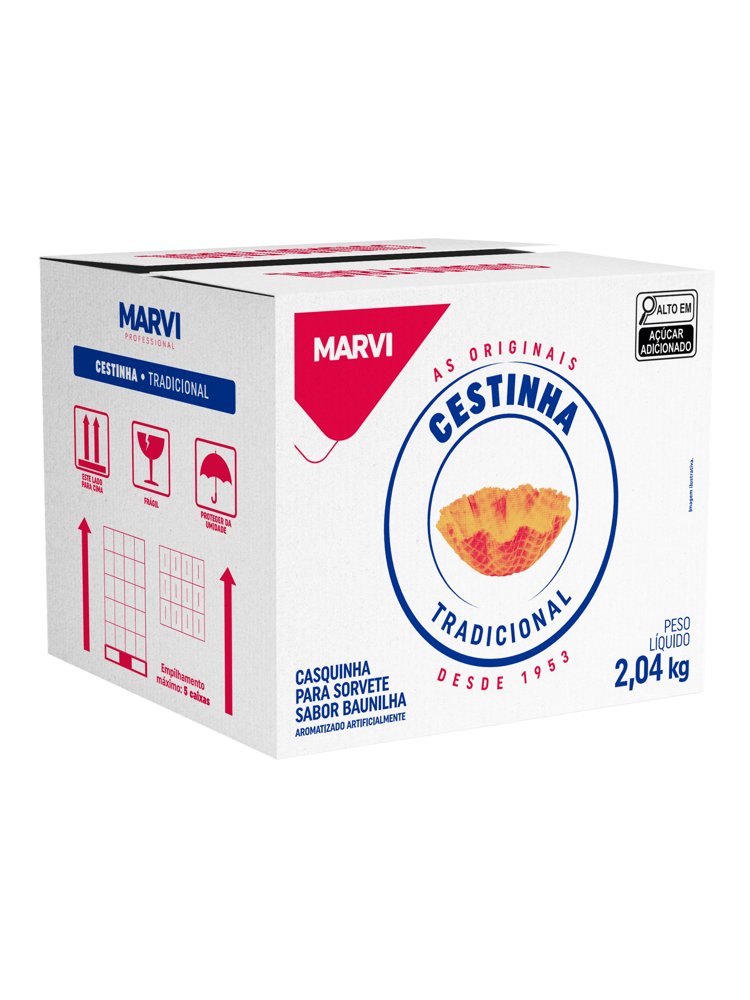 MARVI
PROFESSIONAL
CESTINHA • TRADICIONAL
ESTE LADO
PARA CIMA
FRÁGIL
PROTEGER DA
UMIDADE
Empilhamento
máximo: 5 caixas
MARVI
AS ORIGINAIS
CESTINHA
TRADICIONAL
DESDE 1953
CASQUINHA
PARA SORVETE
SABOR BAUNILHA
AROMATIZADO ARTIFICIALMENTE
ALTO EM
AÇÚCAR
ADICIONADO
Imagem ilustrativa.
PESO
LÍQUIDO
2,04 kg